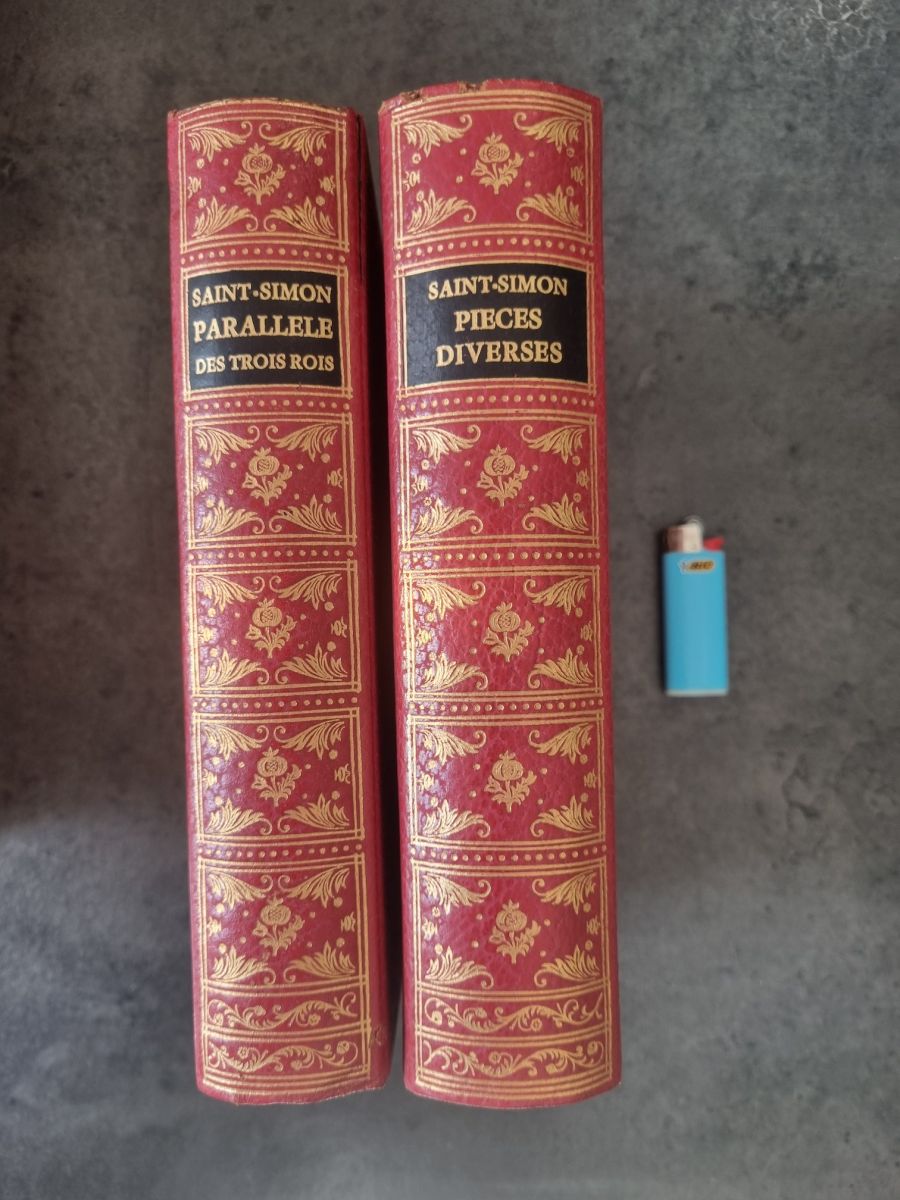 SAINT-SIMON
PARALLELE
DES TROIS ROIS
SAINT-SIMON
PIECES
DIVERSES
BIC